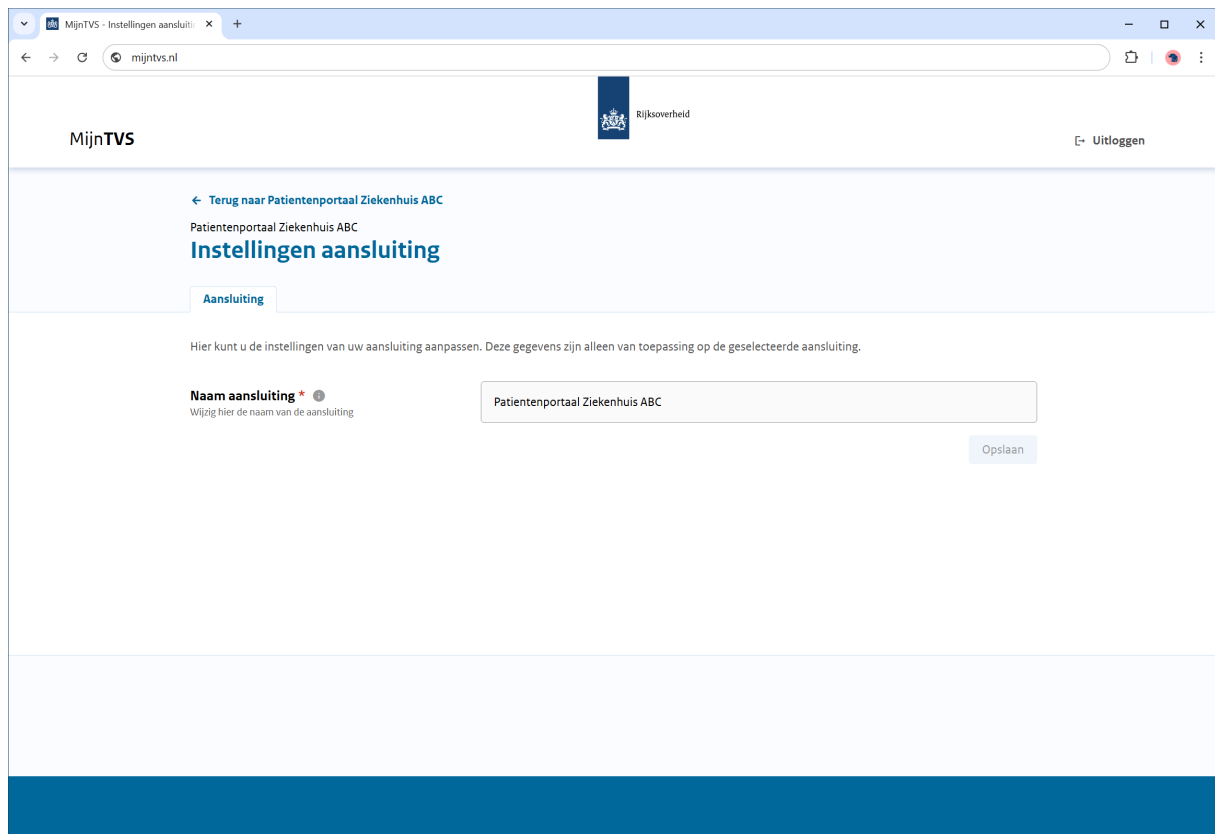 MijnTVS - Instellingen aansluitin
mijntvs.nl
Rijksoverheid
MijnTVS
Uitloggen
Terug naar Patientenportaal Ziekenhuis ABC
Patientenportaal Ziekenhuis ABC
Instellingen aansluiting
Aansluiting
Hier kunt u de instellingen van uw aansluiting aanpassen. Deze gegevens zijn alleen van toepassing op de geselecteerde aansluiting.
Naam aansluiting *
Wijzig hier de naam van de aansluiting
Patientenportaal Ziekenhuis ABC
Opslaan